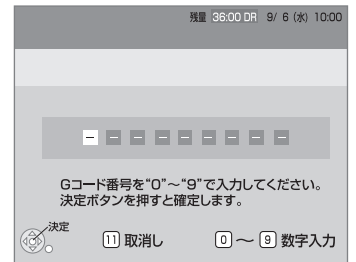 残量 36:00 DR 9/ 6 (水) 10:00
– – – – – – – – –
Gコード番号を“0”～“9”で入力してください。
決定ボタンを押すと確定します。
決定
11 取消し 0 ～ 9 数字入力